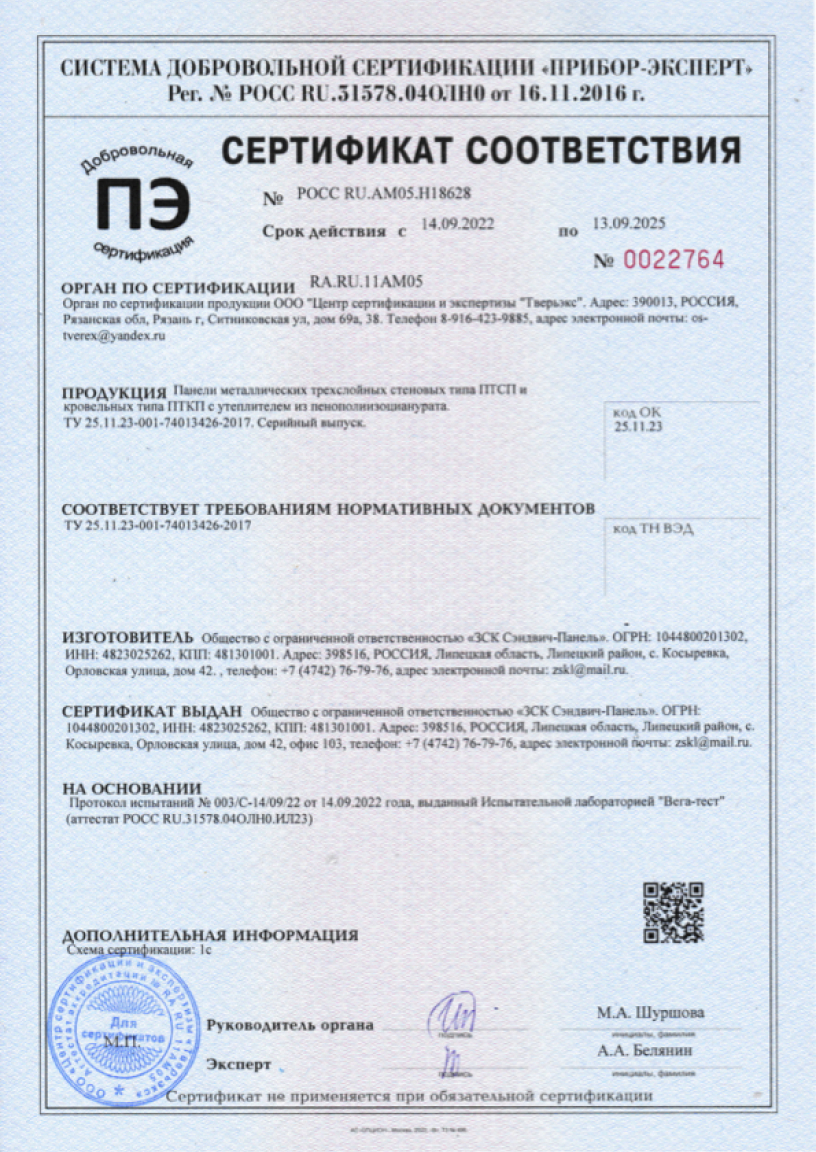 СИСТЕМА ДОБРОВОЛЬНОЙ СЕРТИФИКАЦИИ «ПРИБОР-ЭКСПЕРТ»
Рег. № РОСС RU.31578.04ОЛН0 от 16.11.2016 г.
Добровольная
ПЭ
сертификация
СЕРТИФИКАТ СООТВЕТСТВИЯ
№ РОСС RU.АМ05.Н18628
Срок действия с 14.09.2022 по 13.09.2025
№ 0022764
ОРГАН ПО СЕРТИФИКАЦИИ RA.RU.11АМ05
Орган по сертификации продукции ООО "Центр сертификации и экспертизы "Тверьэкс". Адрес: 390013, РОССИЯ,
Рязанская обл, Рязань г, Ситниковская ул, дом 69а, 38. Телефон 8-916-423-9885, адрес электронной почты: os-
tverex@yandex.ru
ПРОДУКЦИЯ Панели металлических трехслойных стеновых типа ПТСП и
кровельных типа ПТКП с утеплителем из пенополиизоцианурата.
ТУ 25.11.23-001-74013426-2017. Серийный выпуск.
код ОК
25.11.23
СООТВЕТСТВУЕТ ТРЕБОВАНИЯМ НОРМАТИВНЫХ ДОКУМЕНТОВ
ТУ 25.11.23-001-74013426-2017
код ТН ВЭД
ИЗГОТОВИТЕЛЬ Общество с ограниченной ответственностью «ЗСК Сэндвич-Панель». ОГРН: 1044800201302,
ИНН: 4823025262, КПП: 481301001. Адрес: 398516, РОССИЯ, Липецкая область, Липецкий район, с. Косыревка,
Орловская улица, дом 42. , телефон: +7 (4742) 76-79-76, адрес электронной почты: zskl@mail.ru.
СЕРТИФИКАТ ВЫДАН Общество с ограниченной ответственностью «ЗСК Сэндвич-Панель». ОГРН:
1044800201302, ИНН: 4823025262, КПП: 481301001. Адрес: 398516, РОССИЯ, Липецкая область, Липецкий район, с.
Косыревка, Орловская улица, дом 42, офис 103, телефон: +7 (4742) 76-79-76, адрес электронной почты: zskl@mail.ru.
НА ОСНОВАНИИ
Протокол испытаний № 003/С-14/09/22 от 14.09.2022 года, выданный Испытательной лабораторией "Вега-тест"
(аттестат РОСС RU.31578.04ОЛН0.ИЛ23)
ДОПОЛНИТЕЛЬНАЯ ИНФОРМАЦИЯ
Схема сертификации: 1с
ООО «Центр сертификации и экспертизы «Тверьэкс»
Аттестат аккредитации № RA.RU.11АМ05
Для
сертификатов
М.П.
Руководитель органа
подпись
М.А. Шуршова
инициалы, фамилия
Эксперт
подпись
А.А. Белянин
инициалы, фамилия
Сертификат не применяется при обязательной сертификации